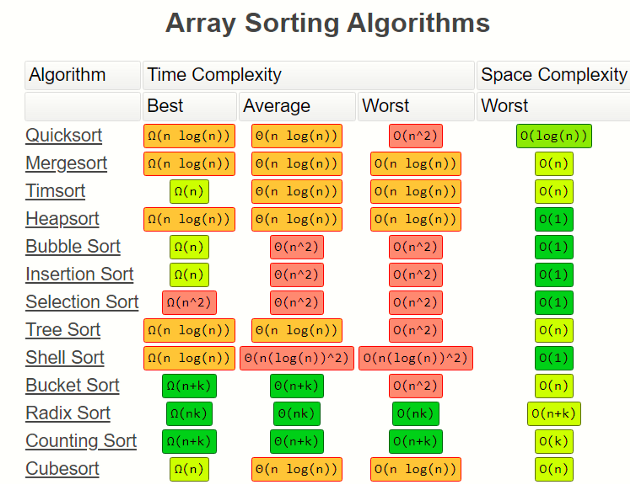 Array Sorting Algorithms
Algorithm Time Complexity Space Complexity
Best Average Worst Worst
Quicksort Ω(n log(n)) Θ(n log(n)) O(n^2) O(log(n))
Mergesort Ω(n log(n)) Θ(n log(n)) O(n log(n)) O(n)
Timsort Ω(n) Θ(n log(n)) O(n log(n)) O(n)
Heapsort Ω(n log(n)) Θ(n log(n)) O(n log(n)) O(1)
Bubble Sort Ω(n) Θ(n^2) O(n^2) O(1)
Insertion Sort Ω(n) Θ(n^2) O(n^2) O(1)
Selection Sort Ω(n^2) Θ(n^2) O(n^2) O(1)
Tree Sort Ω(n log(n)) Θ(n log(n)) O(n^2) O(n)
Shell Sort Ω(n log(n)) Θ(n(log(n))^2) O(n(log(n))^2) O(1)
Bucket Sort Ω(n+k) Θ(n+k) O(n^2) O(n)
Radix Sort Ω(nk) Θ(nk) O(nk) O(n+k)
Counting Sort Ω(n+k) Θ(n+k) O(n+k) O(k)
Cubesort Ω(n) Θ(n log(n)) O(n log(n)) O(n)